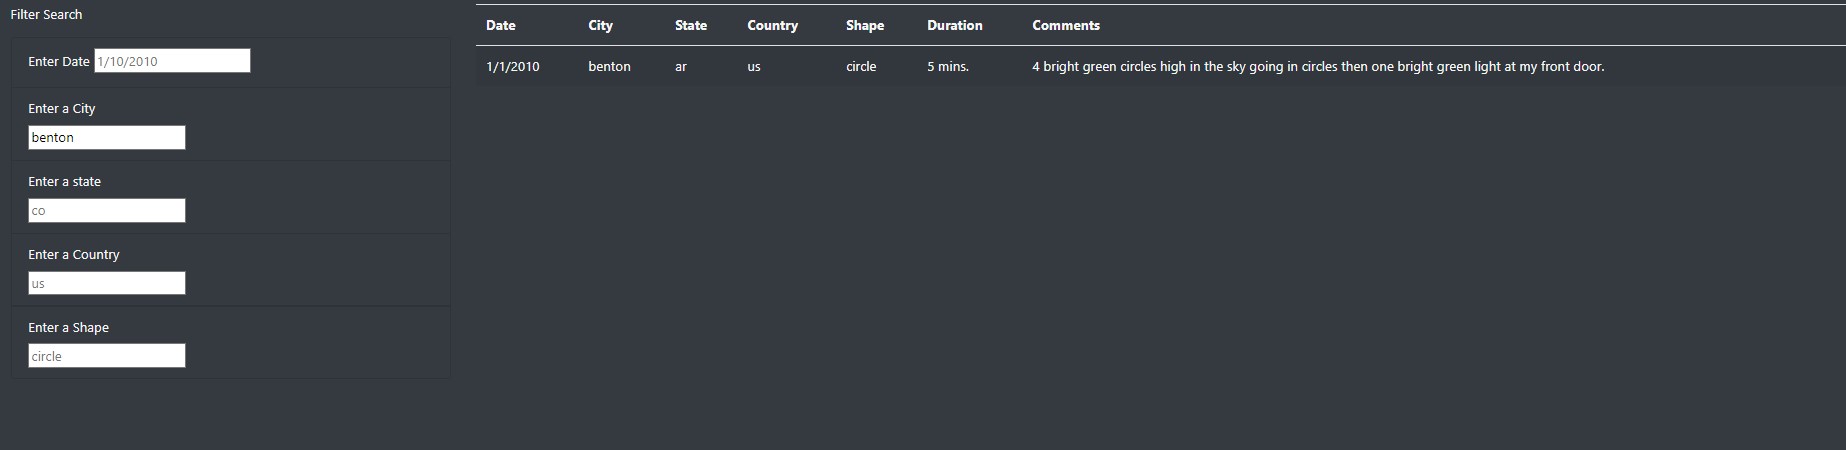 Filter Search
Enter Date 1/10/2010
Enter a City
benton
Enter a state
co
Enter a Country
us
Enter a Shape
circle
Date City State Country Shape Duration Comments
1/1/2010 benton ar us circle 5 mins. 4 bright green circles high in the sky going in circles then one bright green light at my front door.